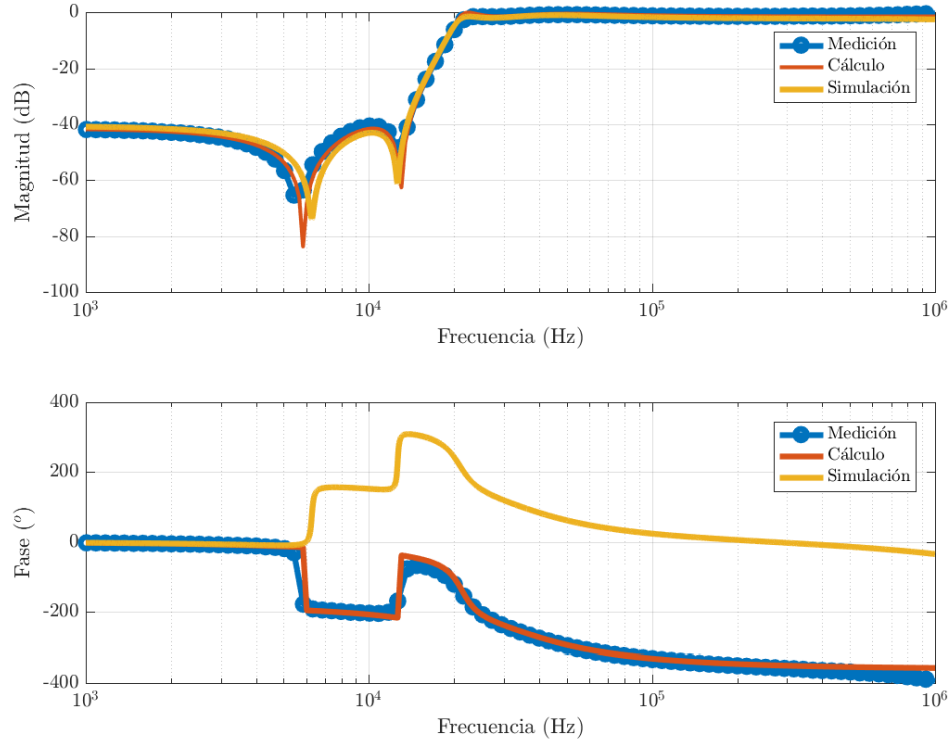 0
-20
-40
-60
-80
-100
Magnitud (dB)
Medición
Cálculo
Simulación
10³ 10⁴ 10⁵ 10⁶
Frecuencia (Hz)
400
200
0
-200
-400
Fase (º)
Medición
Cálculo
Simulación
10³ 10⁴ 10⁵ 10⁶
Frecuencia (Hz)